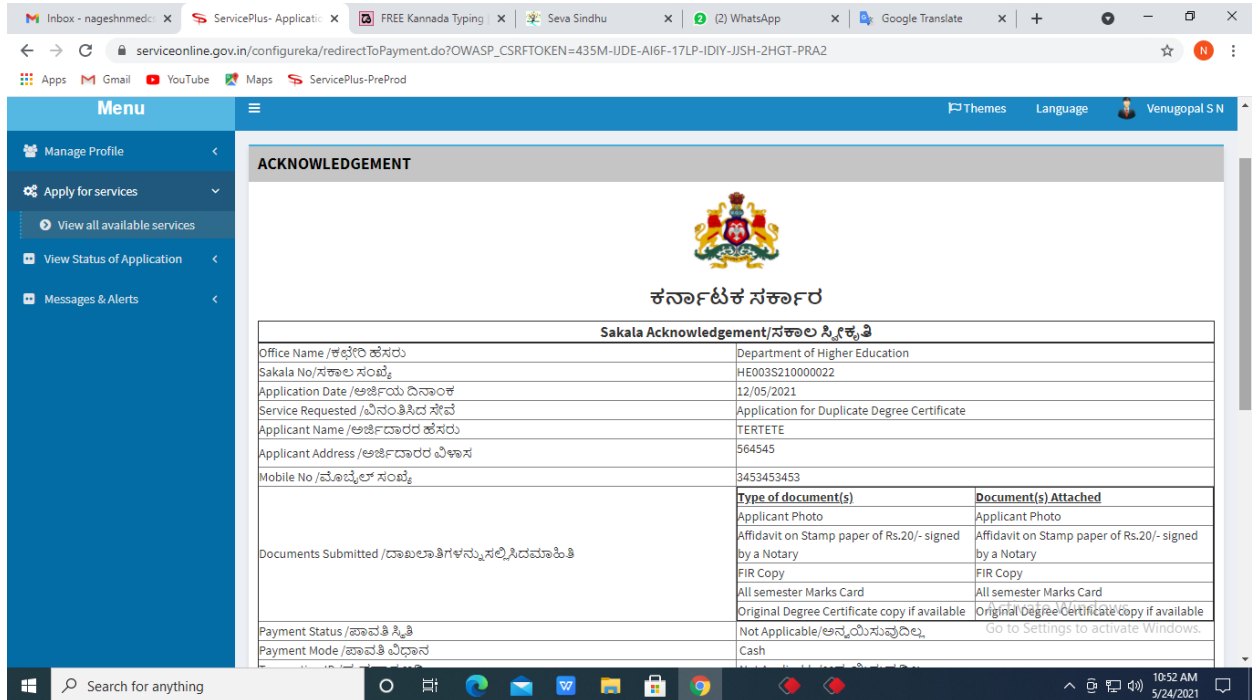 Inbox - nageshnmedc
ServicePlus- Applicatio
FREE Kannada Typing
Seva Sindhu
(2) WhatsApp
Google Translate
serviceonline.gov.in/configureka/redirectToPayment.do?OWASP_CSRFTOKEN=435M-IJDE-AI6F-17LP-IDIY-JJSH-2HGT-PRA2
N
Apps Gmail YouTube Maps ServicePlus-PreProd
Menu
Themes Language Venugopal S N
Manage Profile
Apply for services
View all available services
View Status of Application
Messages & Alerts
ACKNOWLEDGEMENT
ಕರ್ನಾಟಕ ಸರ್ಕಾರ
Sakala Acknowledgement/ಸಕಾಲ ಸ್ವೀಕೃತಿ
Office Name /ಕಛೇರಿ ಹೆಸರು Department of Higher Education
Sakala No/ಸಕಾಲ ಸಂಖ್ಯೆ HE003S210000022
Application Date /ಅರ್ಜಿಯ ದಿನಾಂಕ 12/05/2021
Service Requested /ವಿನಂತಿಸಿದ ಸೇವೆ Application for Duplicate Degree Certificate
Applicant Name /ಅರ್ಜಿದಾರರ ಹೆಸರು TERTETE
Applicant Address /ಅರ್ಜಿದಾರರ ವಿಳಾಸ 564545
Mobile No /ಮೊಬೈಲ್ ಸಂಖ್ಯೆ 3453453453
Documents Submitted /ದಾಖಲಾತಿಗಳನ್ನು ಸಲ್ಲಿಸಿದಮಾಹಿತಿ
Type of document(s) Document(s) Attached
Applicant Photo Applicant Photo
Affidavit on Stamp paper of Rs.20/- signed Affidavit on Stamp paper of Rs.20/- signed
by a Notary by a Notary
FIR Copy FIR Copy
All semester Marks Card All semester Marks Card
Original Degree Certificate copy if available Original Degree Certificate copy if available
Payment Status /ಪಾವತಿ ಸ್ಥಿತಿ Not Applicable/ಅನ್ವಯಿಸುವುದಿಲ್ಲ
Payment Mode /ಪಾವತಿ ವಿಧಾನ Cash
Activate Windows
Go to Settings to activate Windows.
Search for anything
10:52 AM
5/24/2021